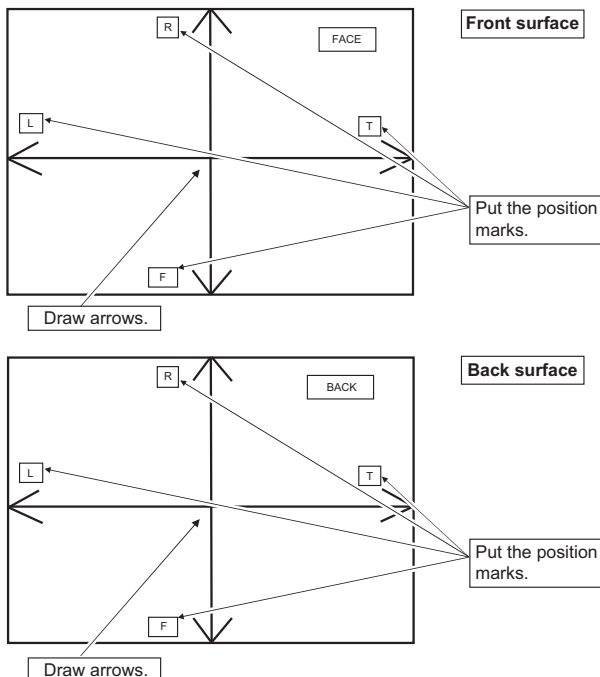 R
FACE
Front surface
L
T
Put the position
marks.
F
Draw arrows.
R
BACK
Back surface
L
T
Put the position
marks.
F
Draw arrows.